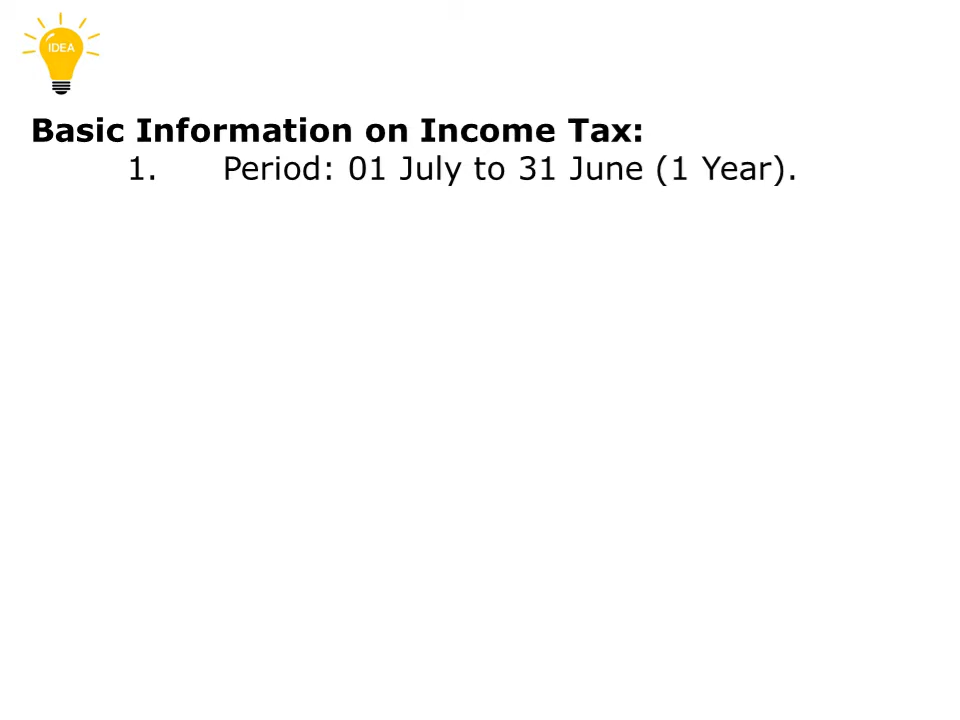 IDEA
Basic Information on Income Tax:
1. Period: 01 July to 31 June (1 Year).